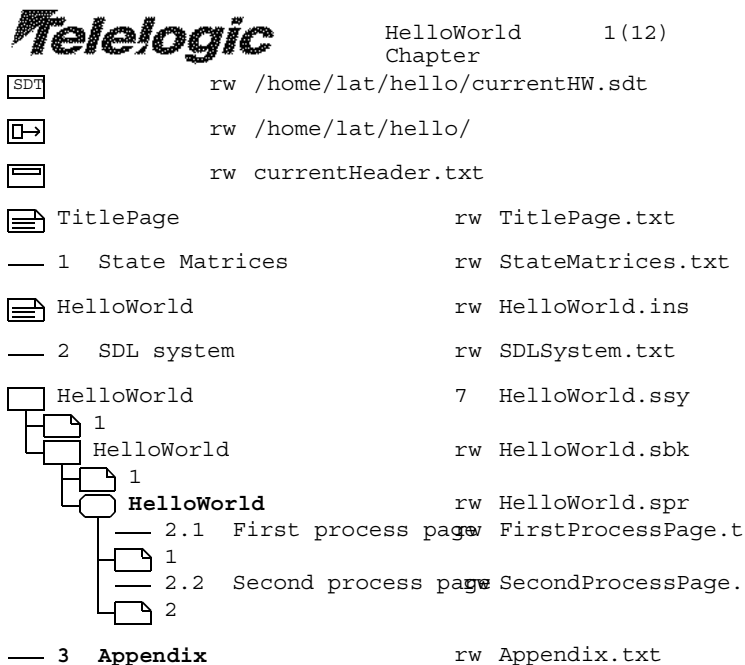 Telelogic HelloWorld 1(12)
Chapter
SDT rw /home/lat/hello/currentHW.sdt
rw /home/lat/hello/
rw currentHeader.txt
TitlePage rw TitlePage.txt
1 State Matrices rw StateMatrices.txt
HelloWorld rw HelloWorld.ins
2 SDL system rw SDLSystem.txt
HelloWorld 7 HelloWorld.ssy
1
HelloWorld rw HelloWorld.sbk
1
HelloWorld rw HelloWorld.spr
2.1 First process page rw FirstProcessPage.t
1
2.2 Second process page rw SecondProcessPage.
2
3 Appendix rw Appendix.txt